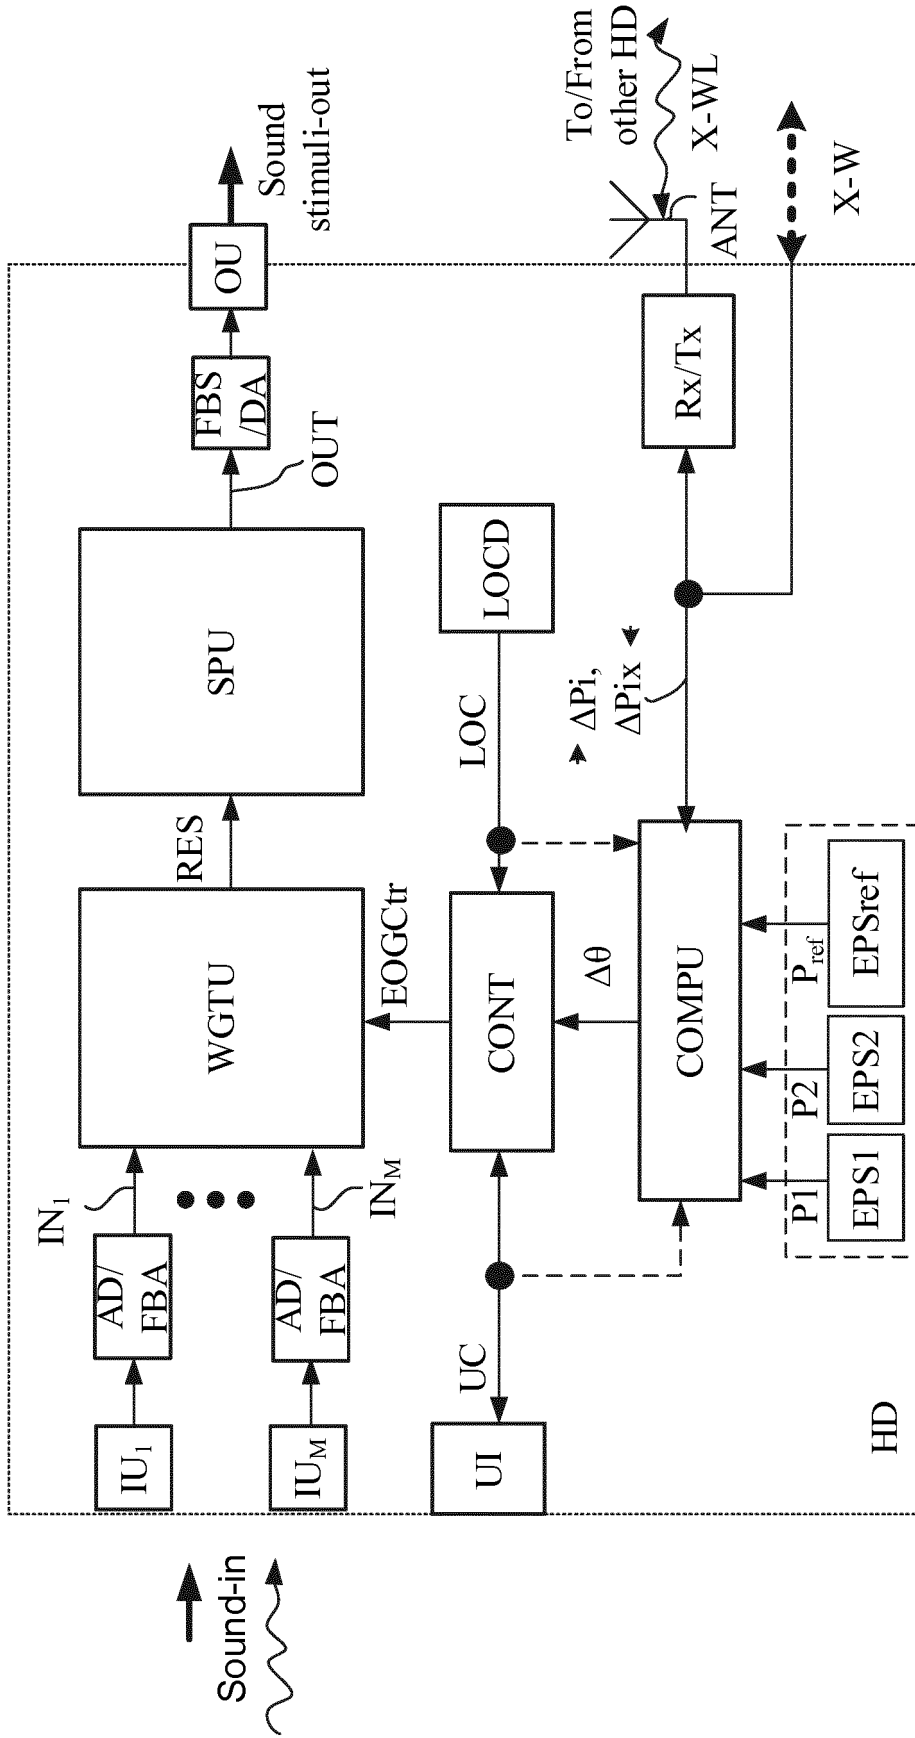 Sound-in
IU1
AD/
FBA
IN1
IUM
AD/
FBA
INM
WGTU
RES
SPU
OUT
FBS
/DA
OU
Sound
stimuli-out
EOGCtr
UI
UC
CONT
LOC
LOCD
Δθ
COMPU
ΔPi,
ΔPix
Rx/Tx
ANT
To/From
other HD
X-WL
X-W
P1
P2
Pref
EPS1
EPS2
EPSref
HD